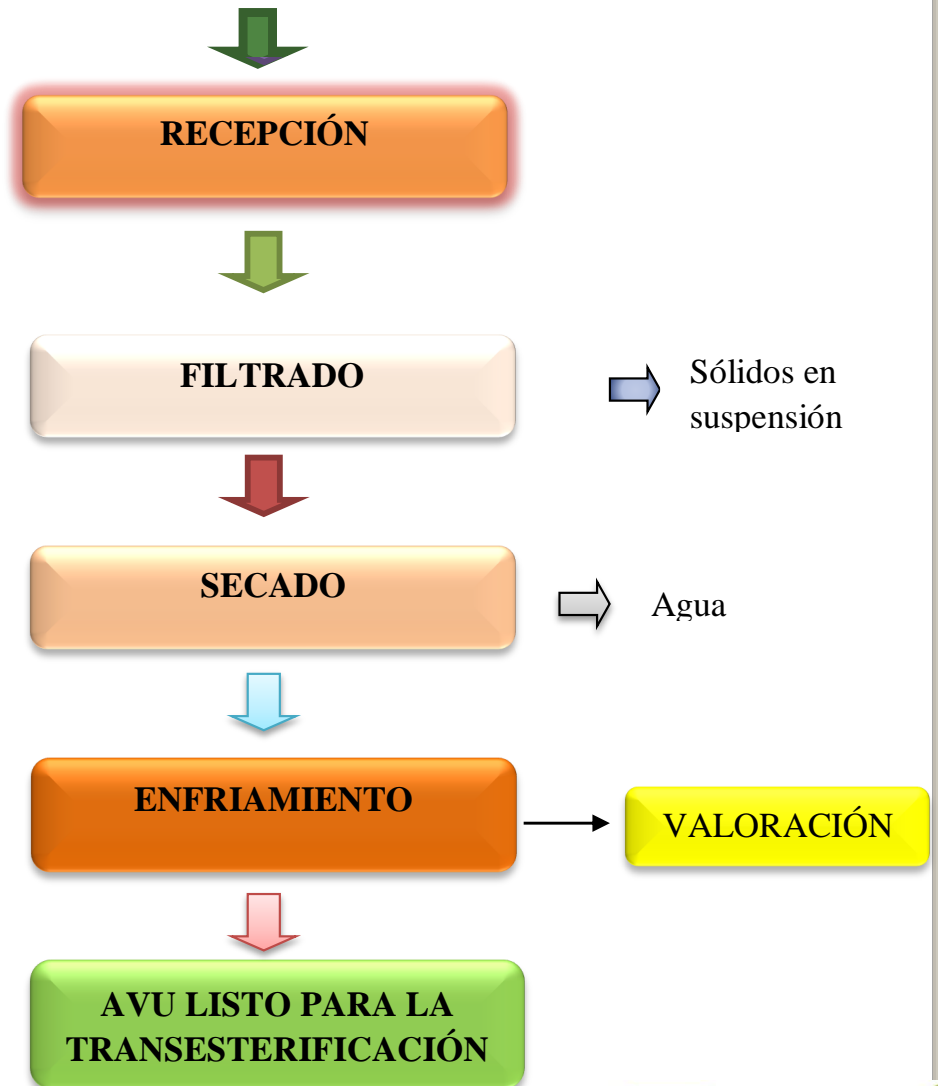 RECEPCIÓN
FILTRADO
Sólidos en
suspensión
SECADO
Agua
ENFRIAMIENTO
VALORACIÓN
AVU LISTO PARA LA
TRANSESTERIFICACIÓN